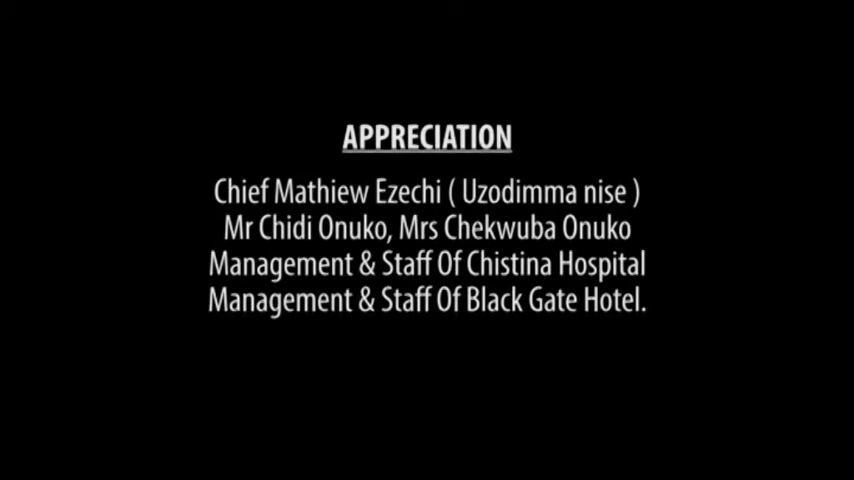 APPRECIATION
Chief Mathiew Ezechi ( Uzodimma nise )
Mr Chidi Onuko, Mrs Chekwuba Onuko
Management & Staff Of Chistina Hospital
Management & Staff Of Black Gate Hotel.